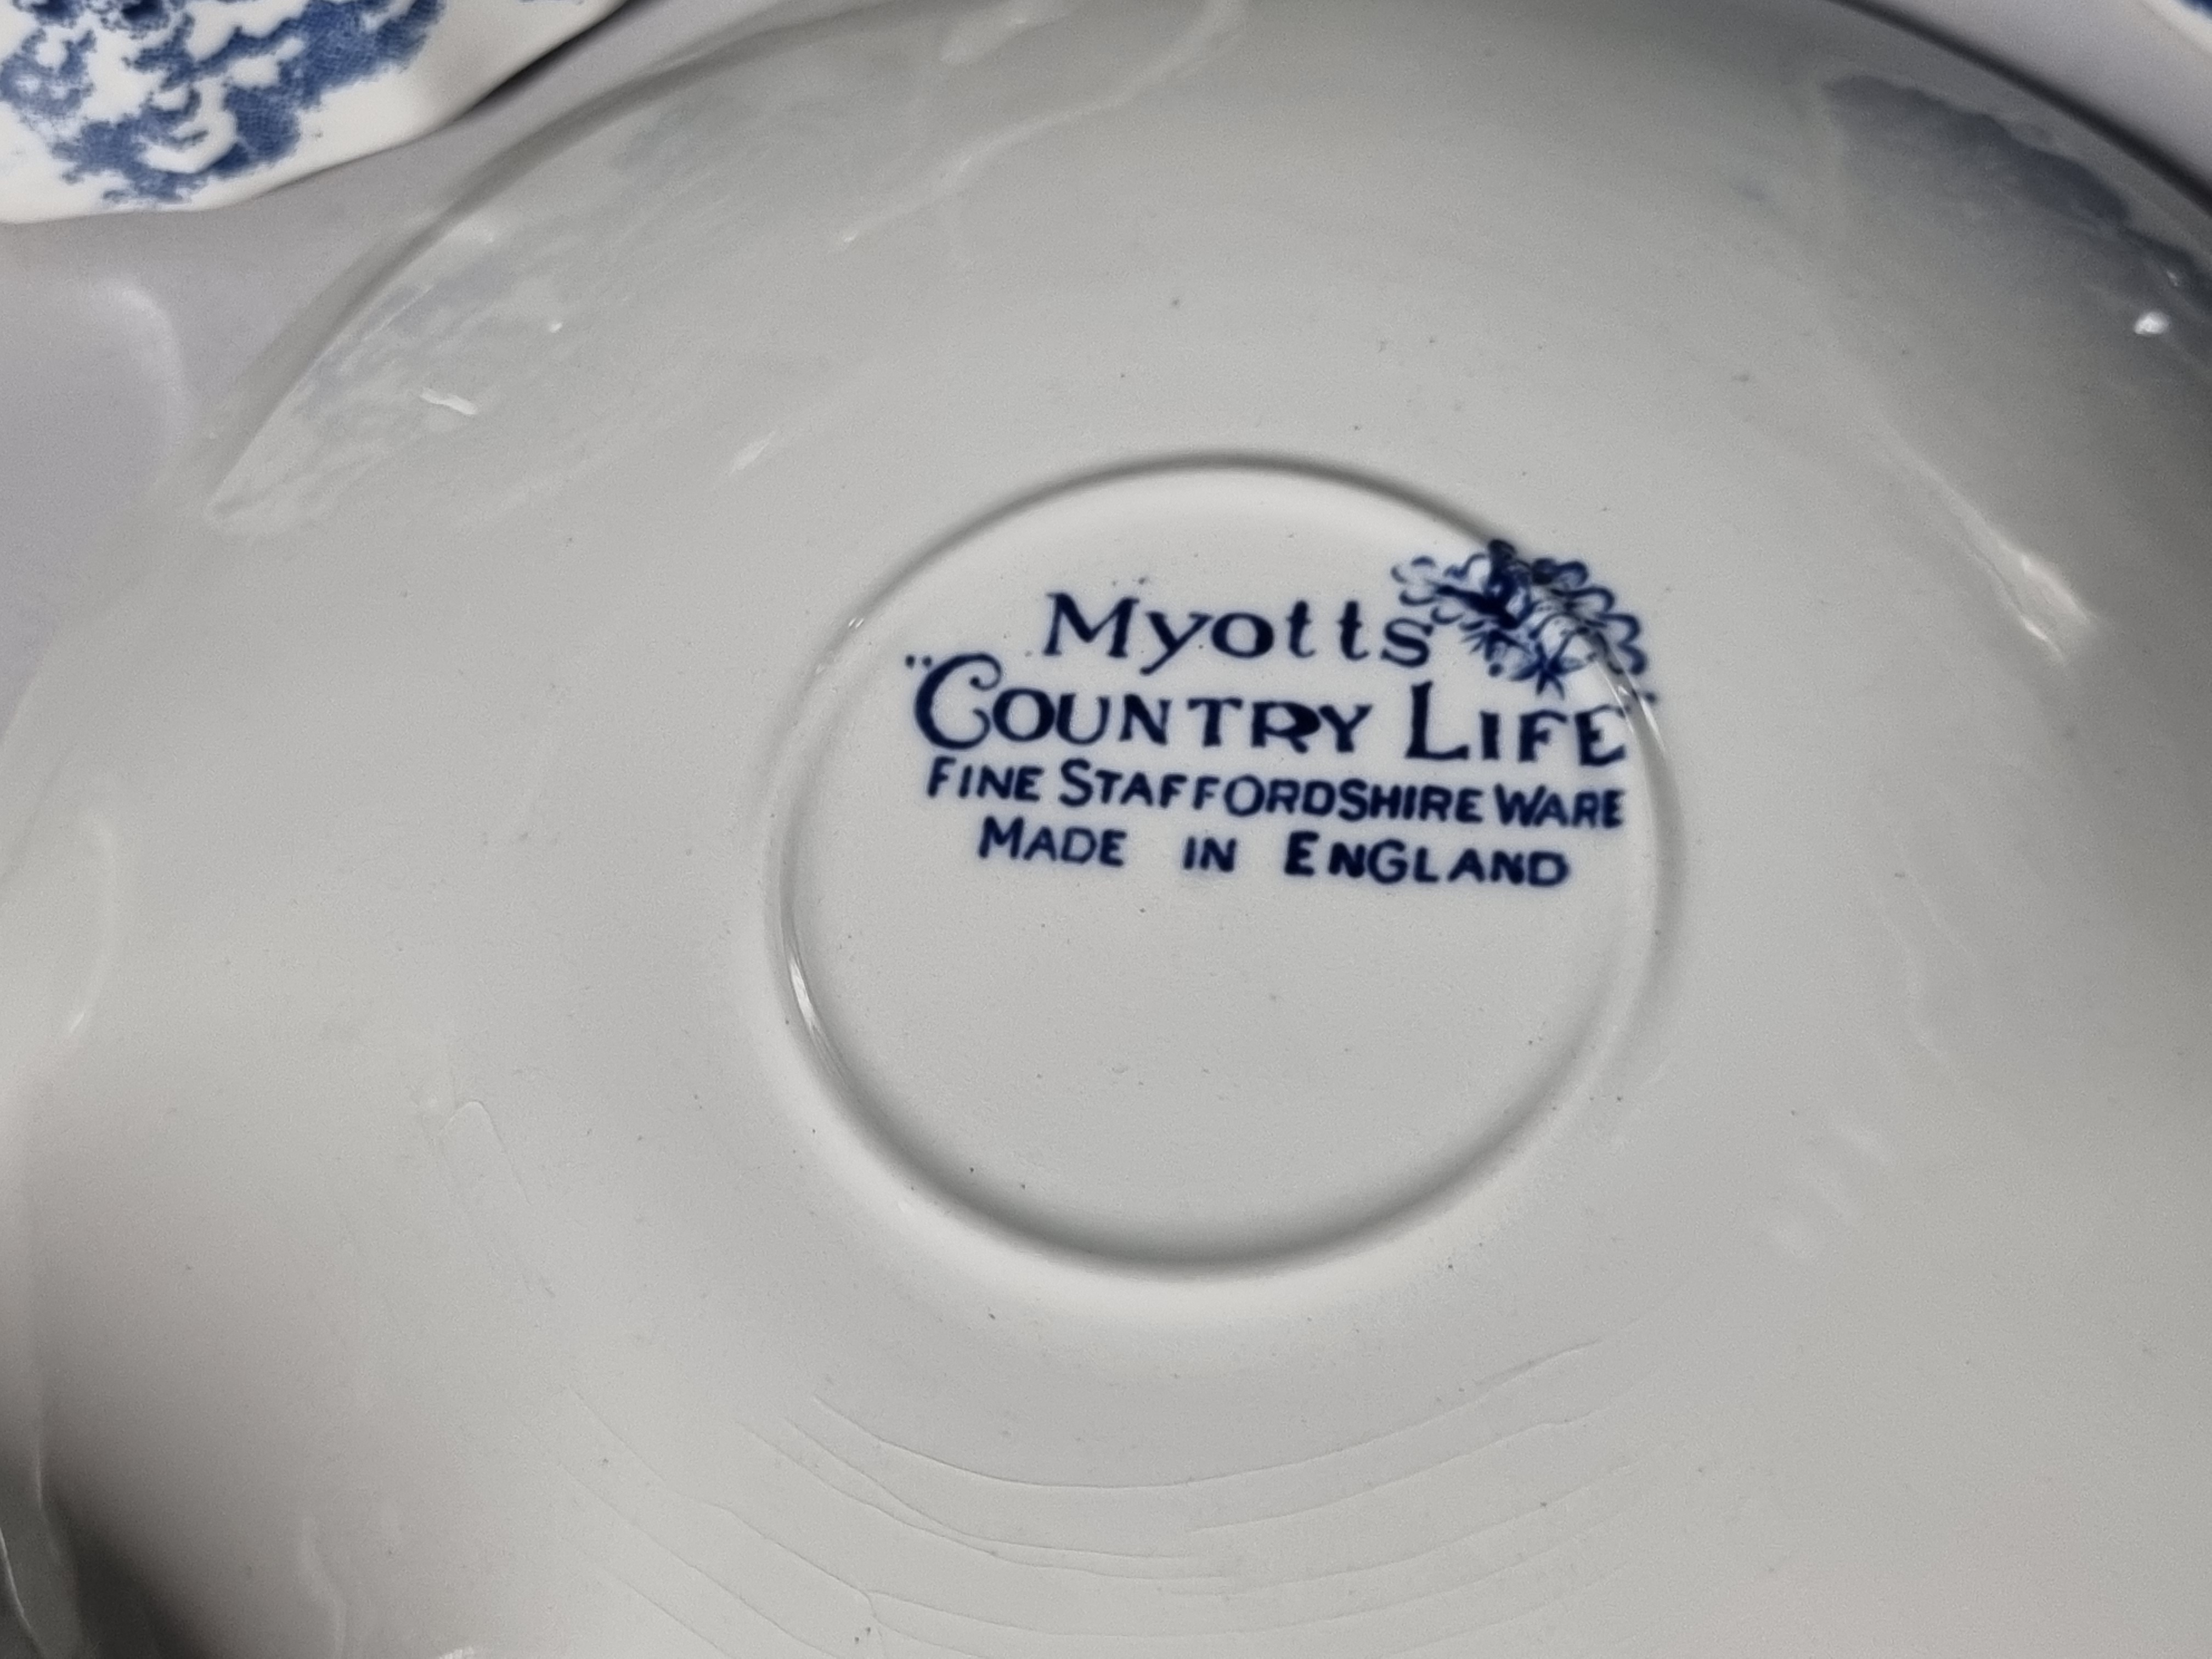 Myotts
"COUNTRY LIFE"
FINE STAFFORDSHIRE WARE
MADE IN ENGLAND